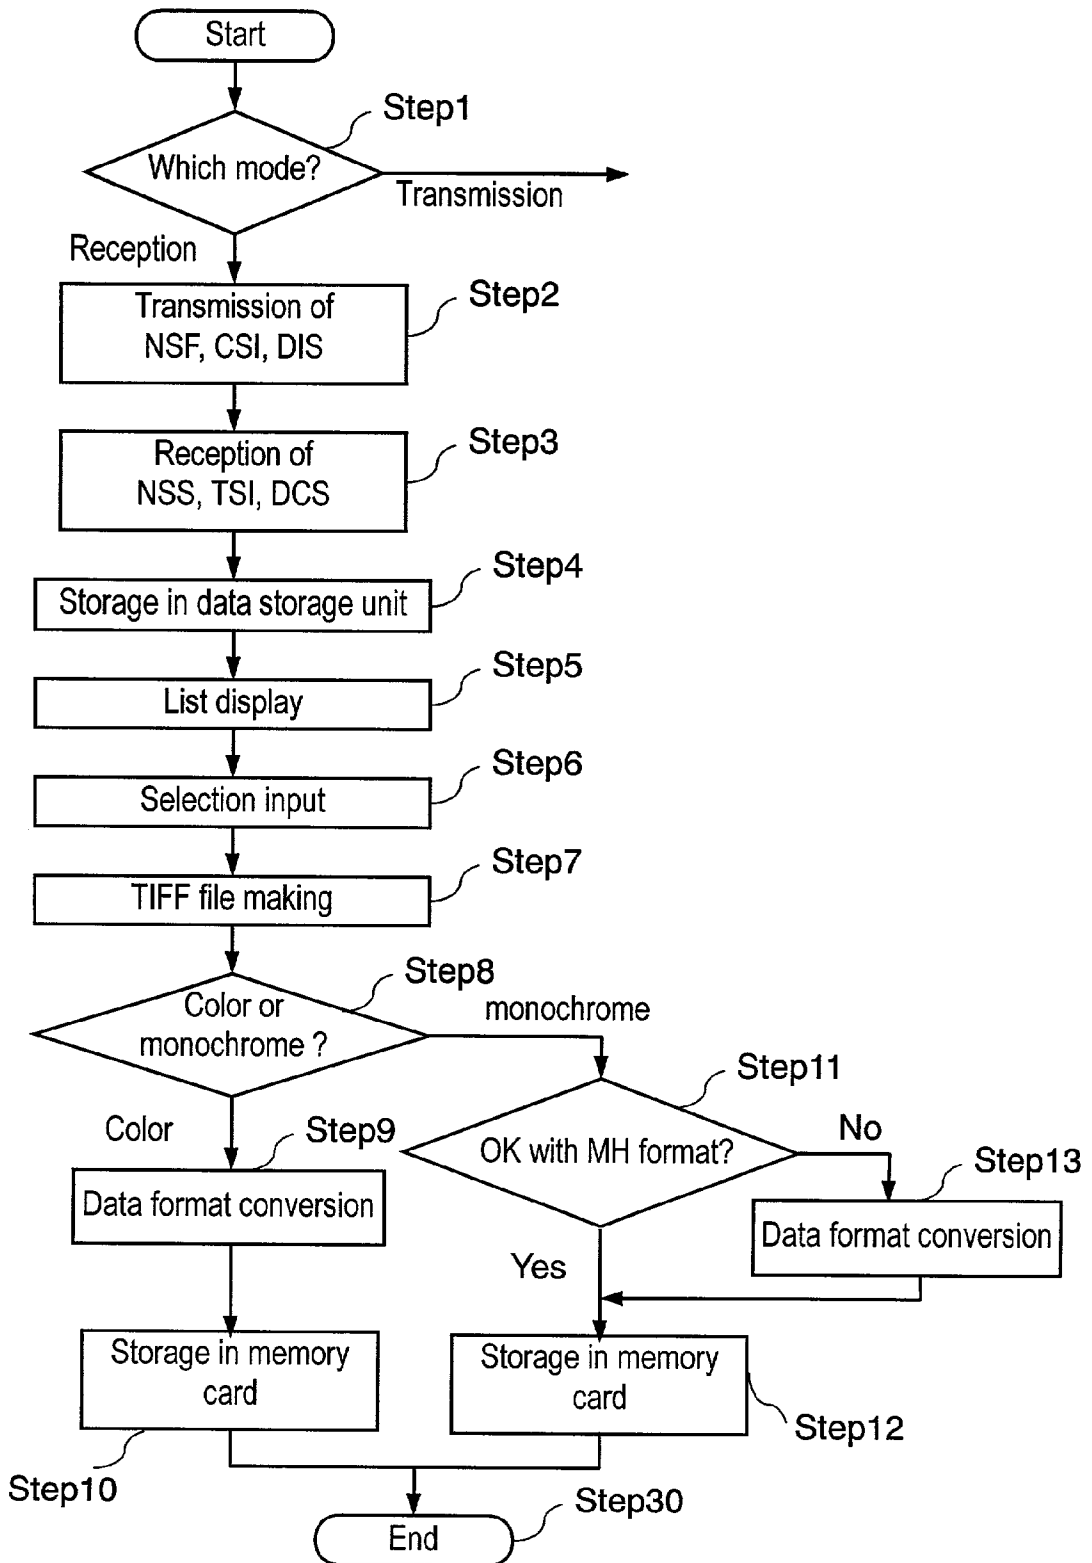 Start
Step1
Which mode?
Transmission
Reception
Step2
Transmission of
NSF, CSI, DIS
Step3
Reception of
NSS, TSI, DCS
Step4
Storage in data storage unit
Step5
List display
Step6
Selection input
Step7
TIFF file making
Step8
Color or
monochrome ?
monochrome
Step11
Color
Step9
OK with MH format?
No
Step13
Data format conversion
Data format conversion
Yes
Storage in memory
card
Storage in memory
card
Step12
Step10
Step30
End